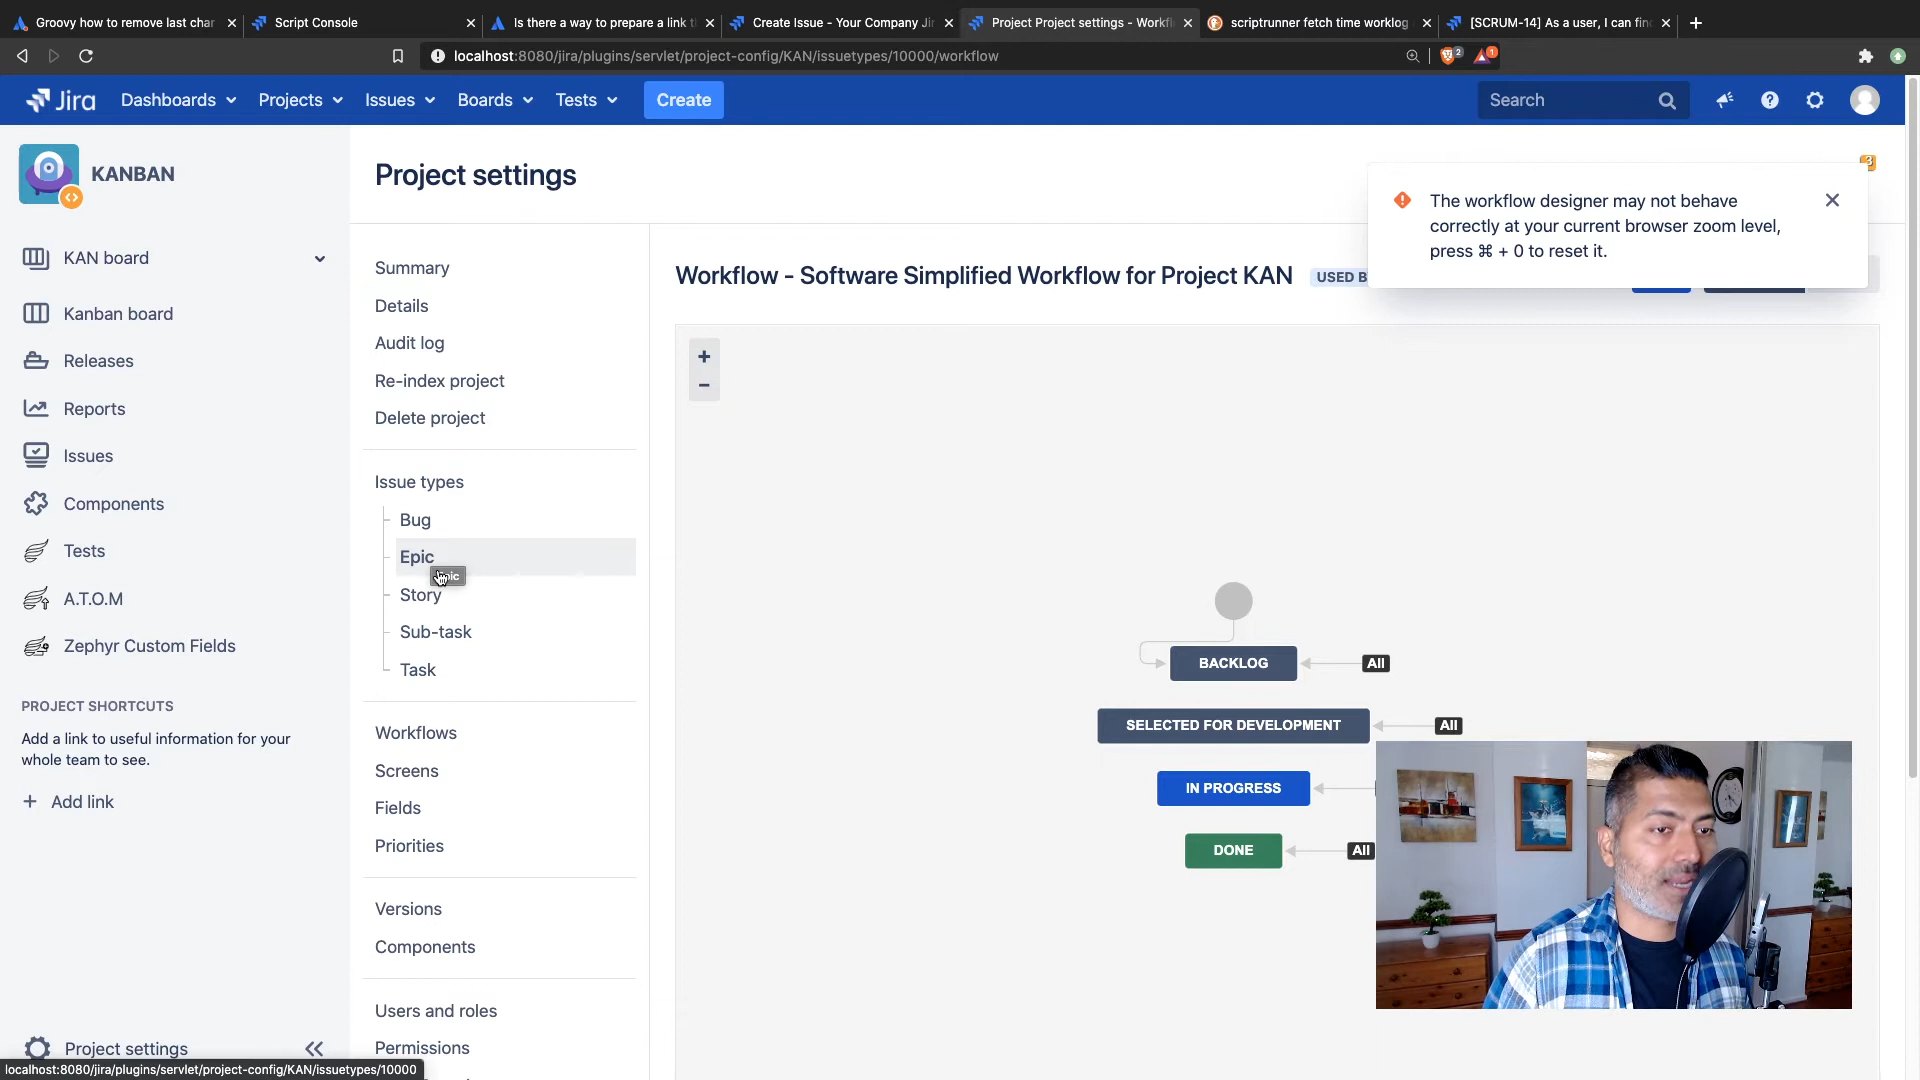 Groovy how to remove last char
Script Console
Is there a way to prepare a link t
Create Issue - Your Company Jir
Project Project settings - Workfl
scriptrunner fetch time worklog
[SCRUM-14] As a user, I can fin
localhost:8080/jira/plugins/servlet/project-config/KAN/issuetypes/10000/workflow
2
1
Jira
Dashboards
Projects
Issues
Boards
Tests
Create
Search
KANBAN
KAN board
Kanban board
Releases
Reports
Issues
Components
Tests
A.T.O.M
Zephyr Custom Fields
PROJECT SHORTCUTS
Add a link to useful information for your
whole team to see.
+ Add link
Project settings
localhost:8080/jira/plugins/servlet/project-config/KAN/issuetypes/10000
Project settings
Summary
Details
Audit log
Re-index project
Delete project
Issue types
Bug
Epic
Story
Sub-task
Task
Workflows
Screens
Fields
Priorities
Versions
Components
Users and roles
Permissions
3
The workflow designer may not behave
correctly at your current browser zoom level,
press ⌘ + 0 to reset it.
Workflow - Software Simplified Workflow for Project KAN
USED B
+
−
BACKLOG
All
SELECTED FOR DEVELOPMENT
All
IN PROGRESS
DONE
All